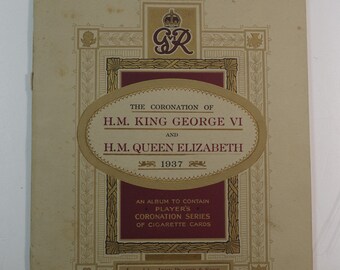 GR
THE CORONATION OF
H.M. KING GEORGE VI
AND
H.M. QUEEN ELIZABETH
1937
AN ALBUM TO CONTAIN
PLAYER'S
CORONATION SERIES
OF CIGARETTE CARDS